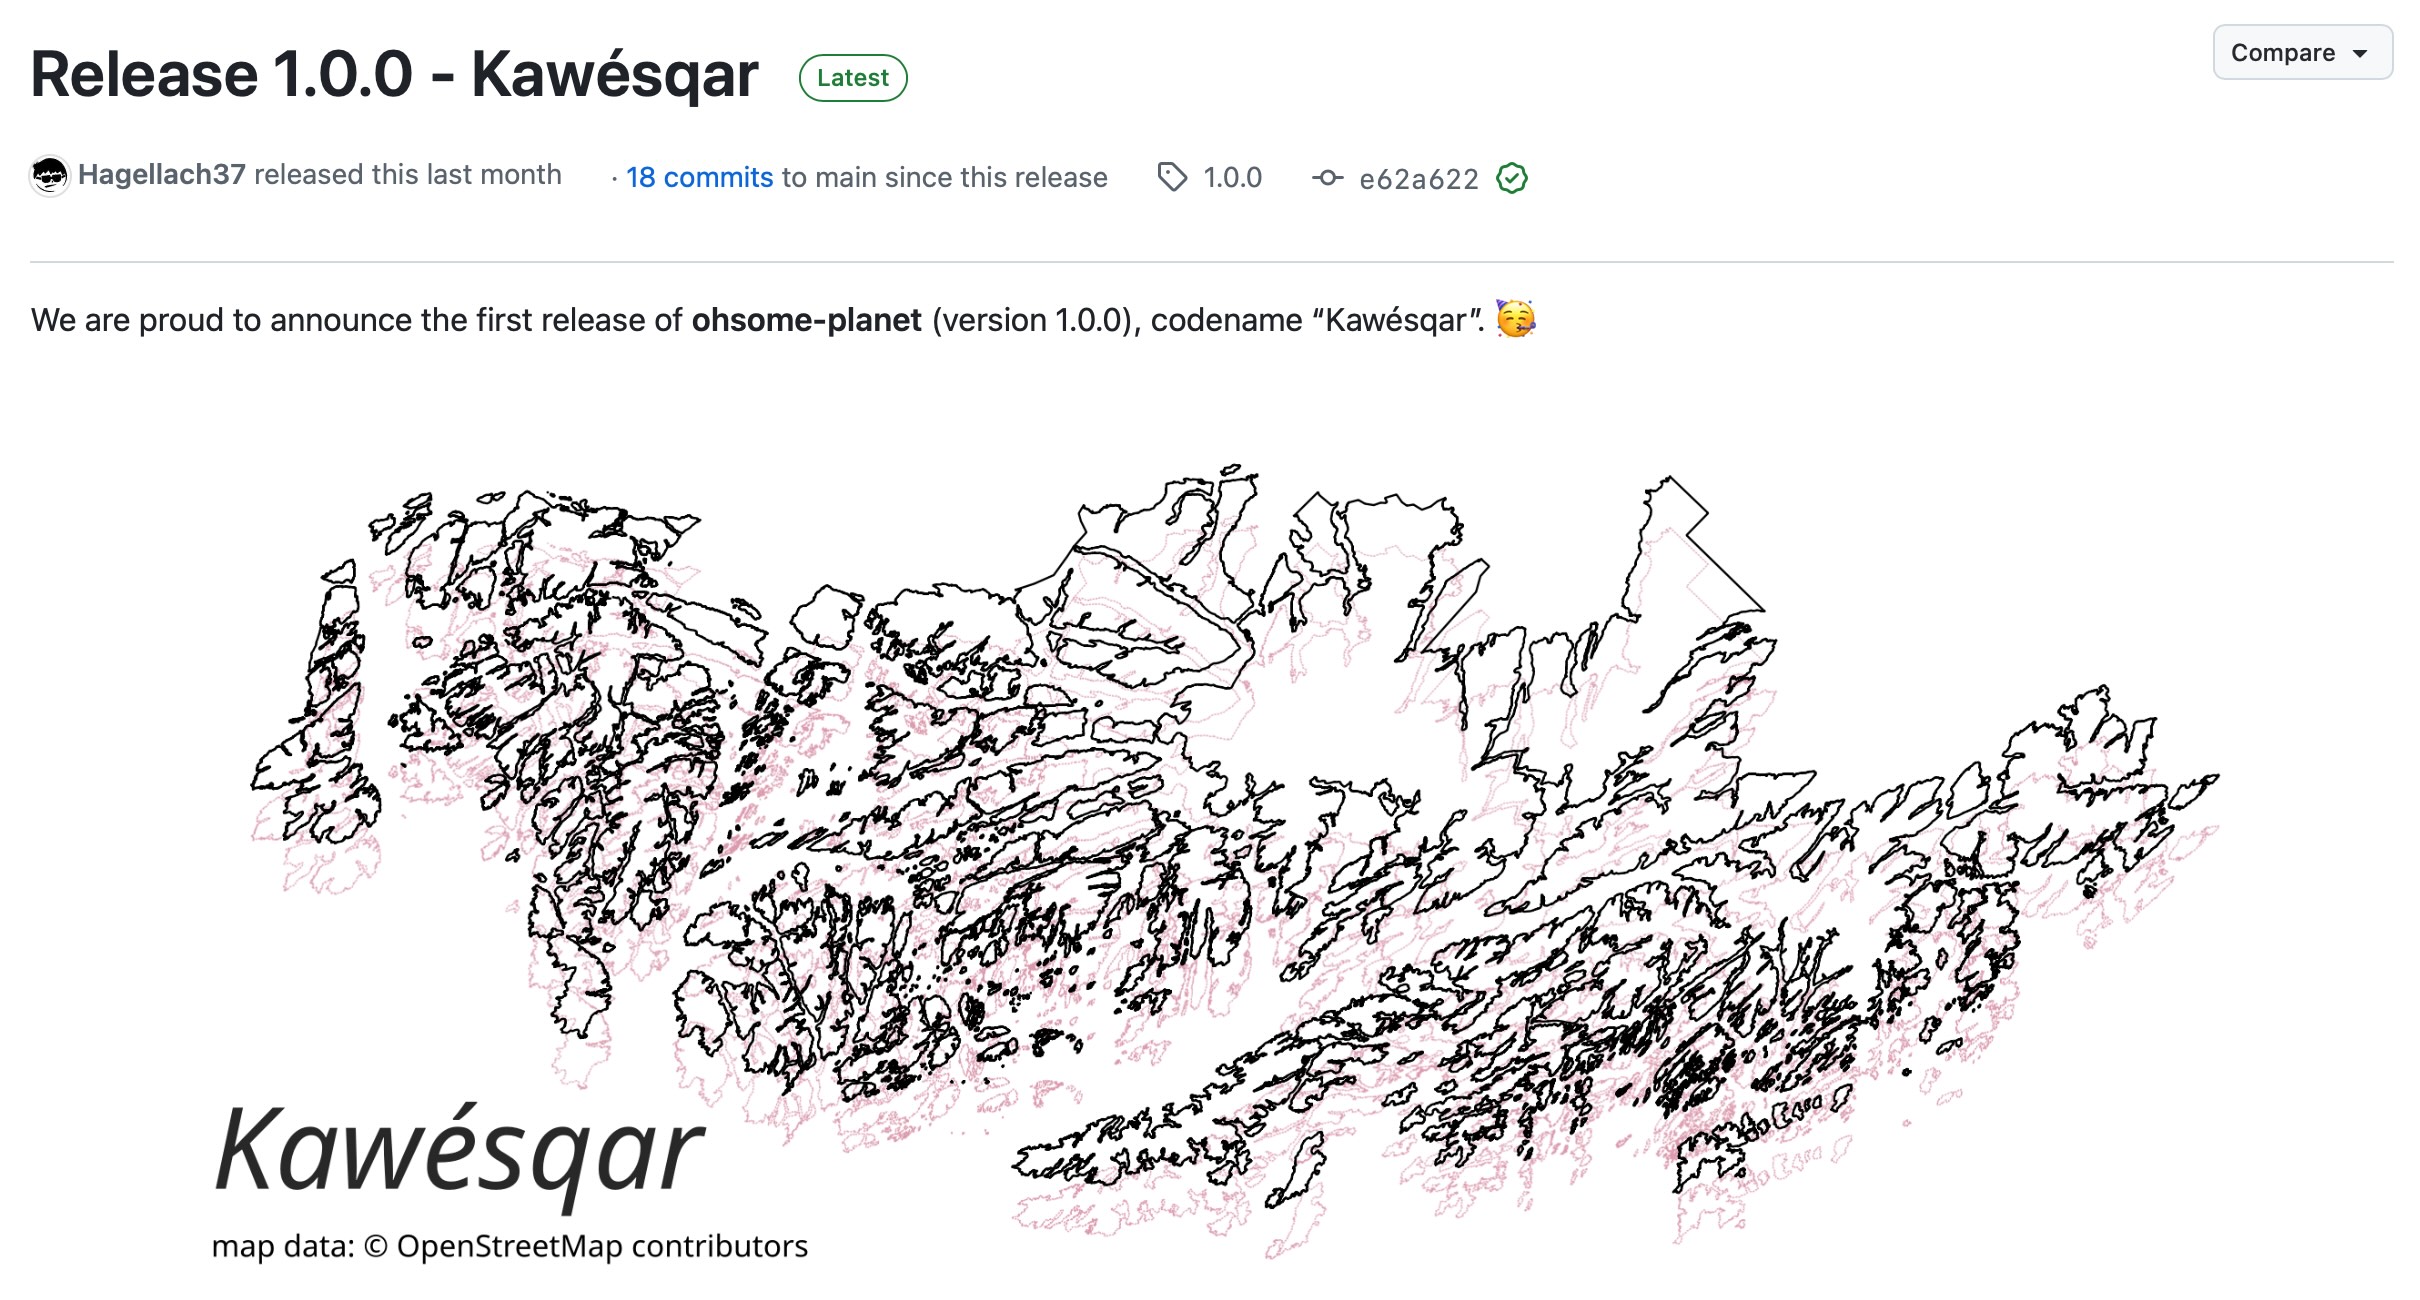 Release 1.0.0 - Kawésqar Latest
Compare
Hagellach37 released this last month · 18 commits to main since this release 1.0.0 e62a622
We are proud to announce the first release of ohsome-planet (version 1.0.0), codename “Kawésqar”. 🥳
Kawésqar
map data: © OpenStreetMap contributors